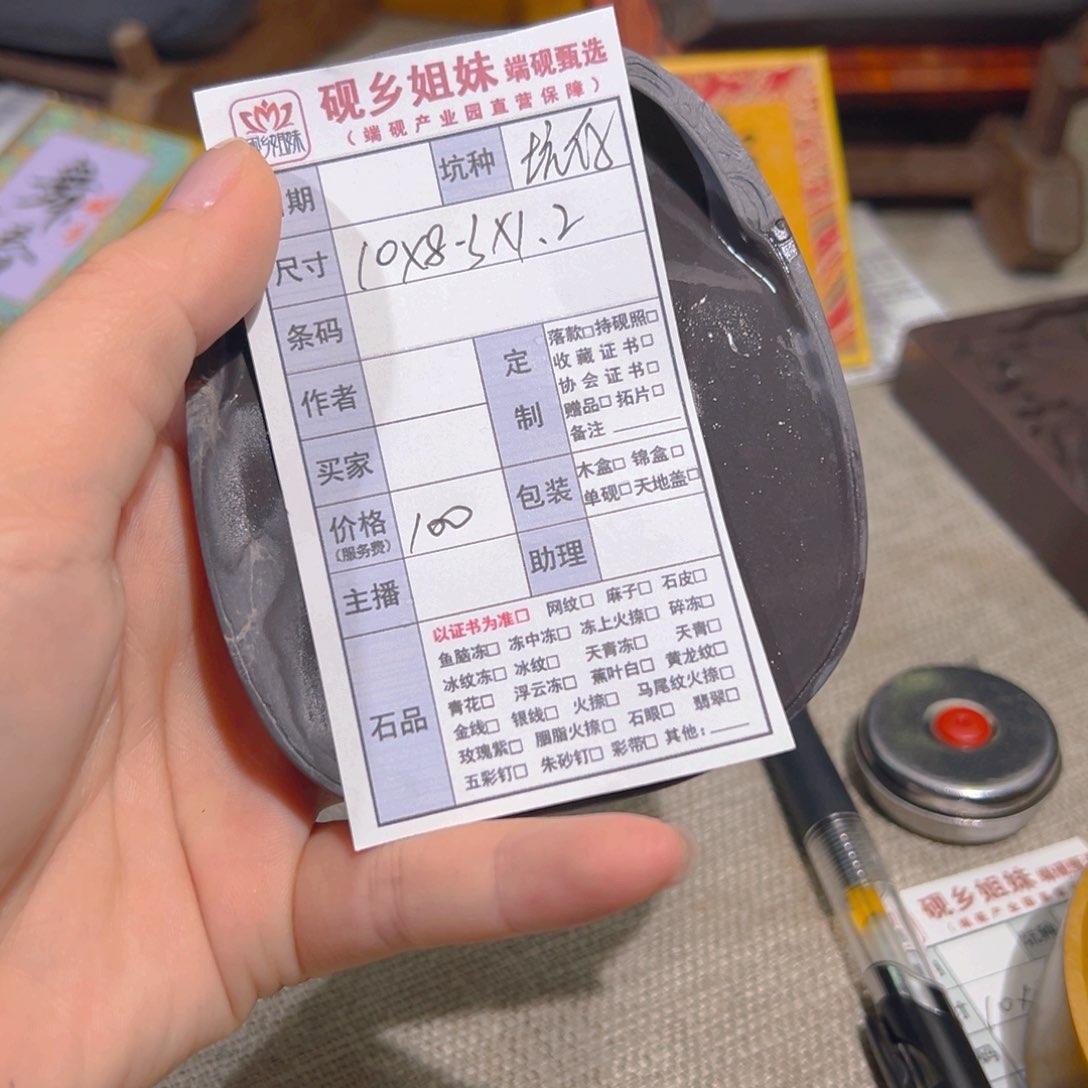 砚乡姐妹 端砚甄选
(端砚产业园直营保障)
期 坑种 坑仔
尺寸 10X8-5X1.2
条码
作者
买家
价格 100
(服务费)
主播
定制
落款□持砚照□
收藏证书□
协会证书□
赠品□ 拓片□
备注
包装
木盒□ 锦盒□
单砚□天地盖□
助理
石品
以证书为准□ 网纹□ 麻子□ 石皮□
鱼脑冻□ 冻中冻□ 冻上火捺□ 碎冻□
冰纹冻□ 冰纹□ 天青冻□ 天青□
青花□ 浮云冻□ 蕉叶白□ 黄龙纹□
金线□ 银线□ 火捺□ 马尾纹火捺□
玫瑰紫□ 胭脂火捺□ 石眼□ 翡翠□
五彩钉□ 朱砂钉□ 彩带□ 其他:
砚乡姐妹